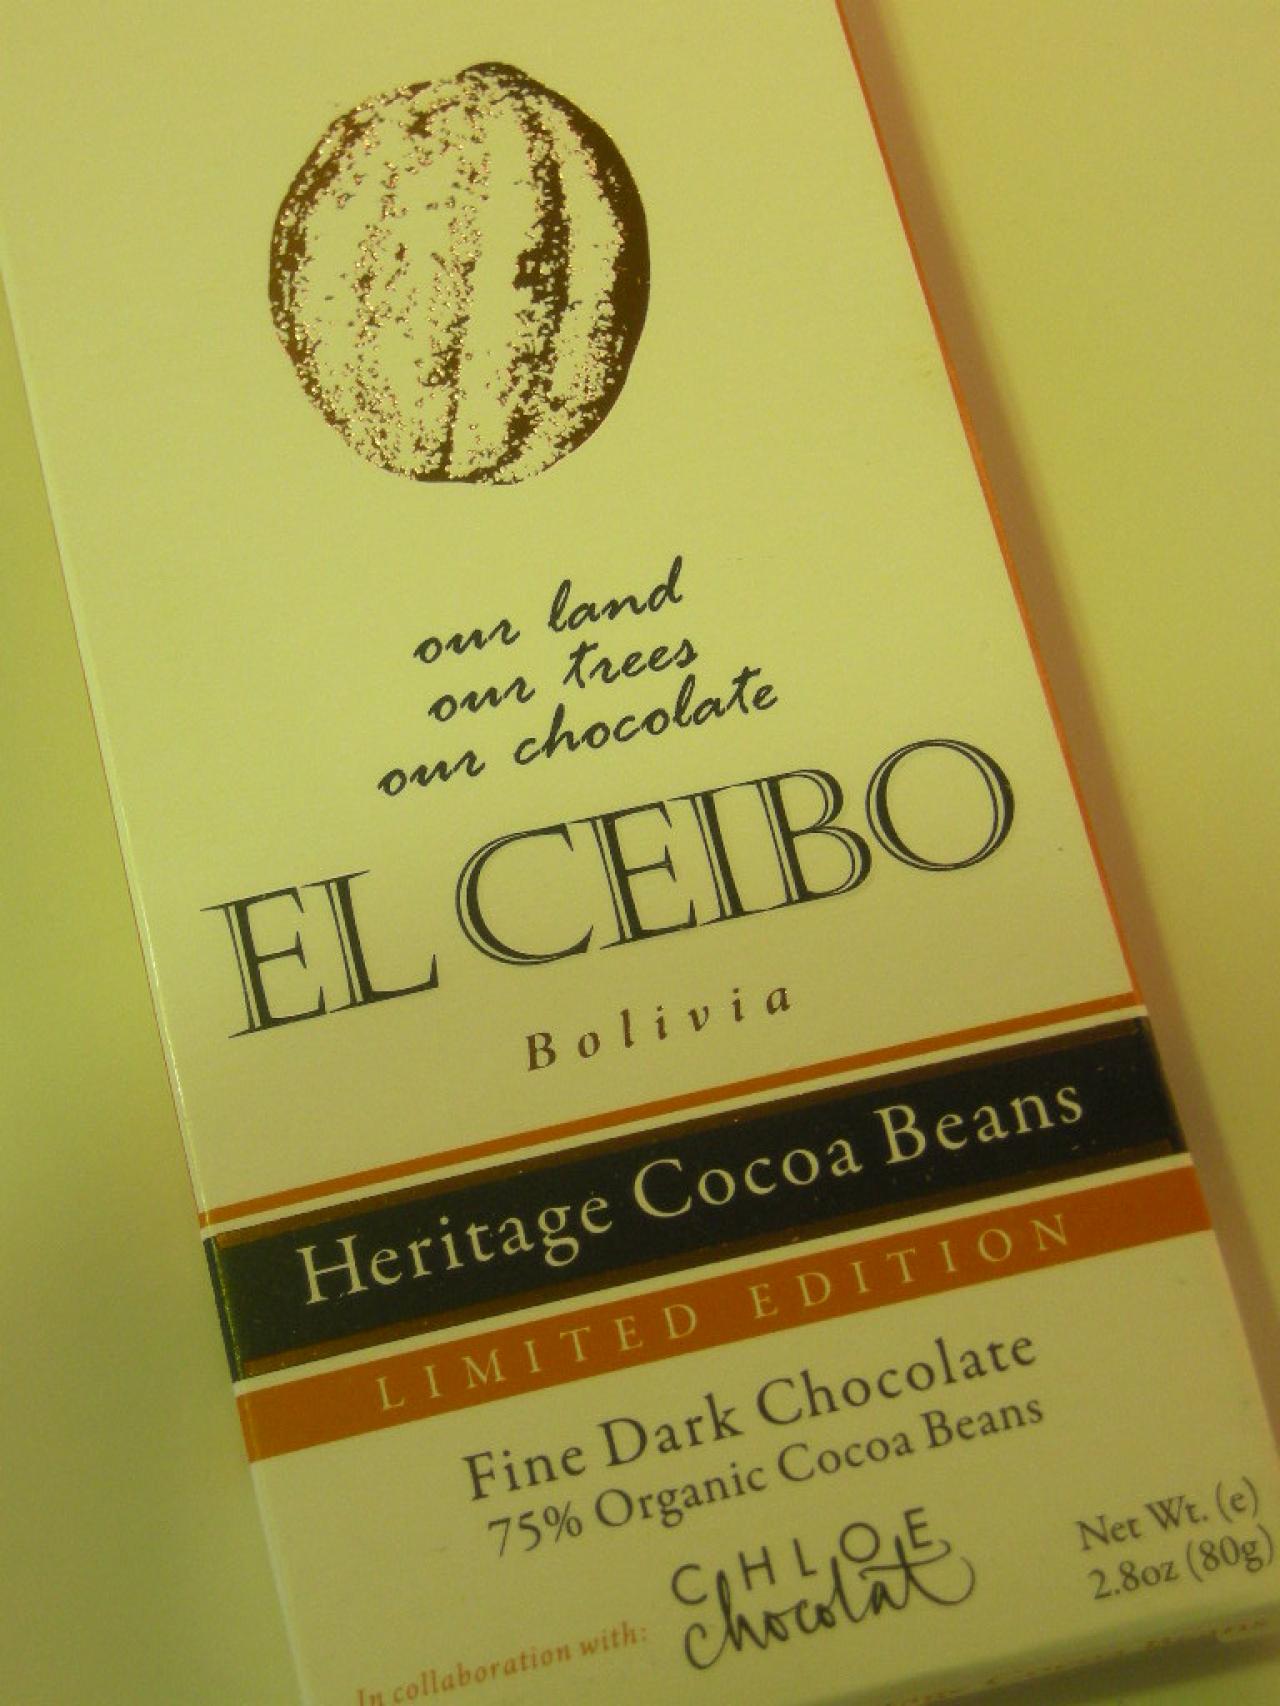 our land
our trees
our chocolate
EL CEIBO
Bolivia
Heritage Cocoa Beans
LIMITED EDITION
Fine Dark Chocolate
75% Organic Cocoa Beans
In collaboration with:
CHLOE
chocolat
Net Wt. (e)
2.8oz (80g)